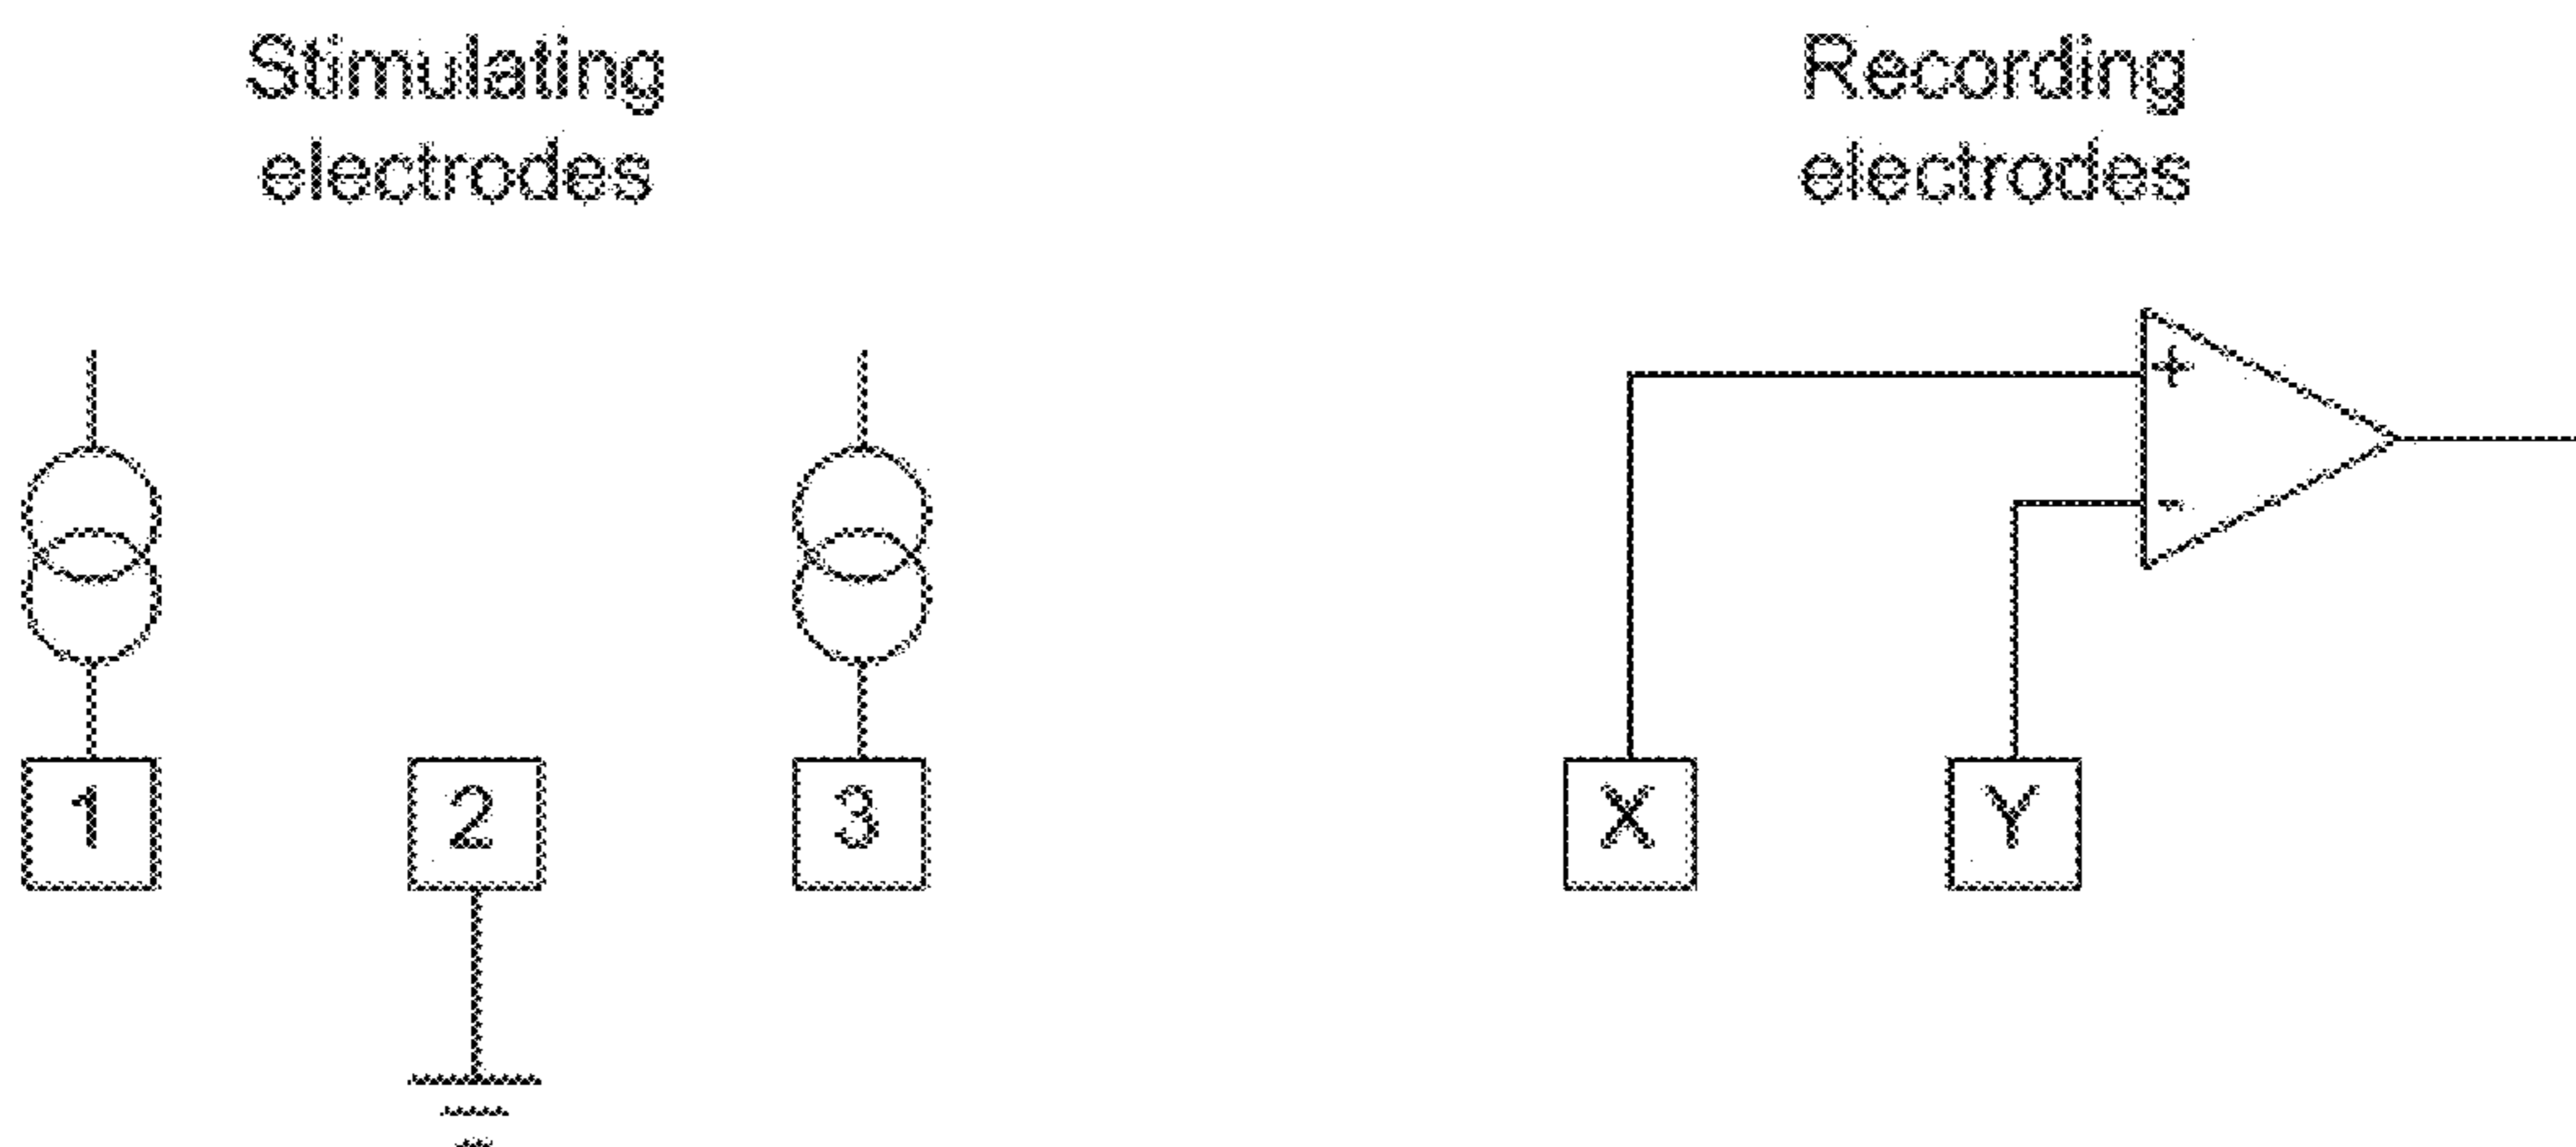 Stimulating
electrodes
Recording
electrodes
+
-
1
2
3
X
Y